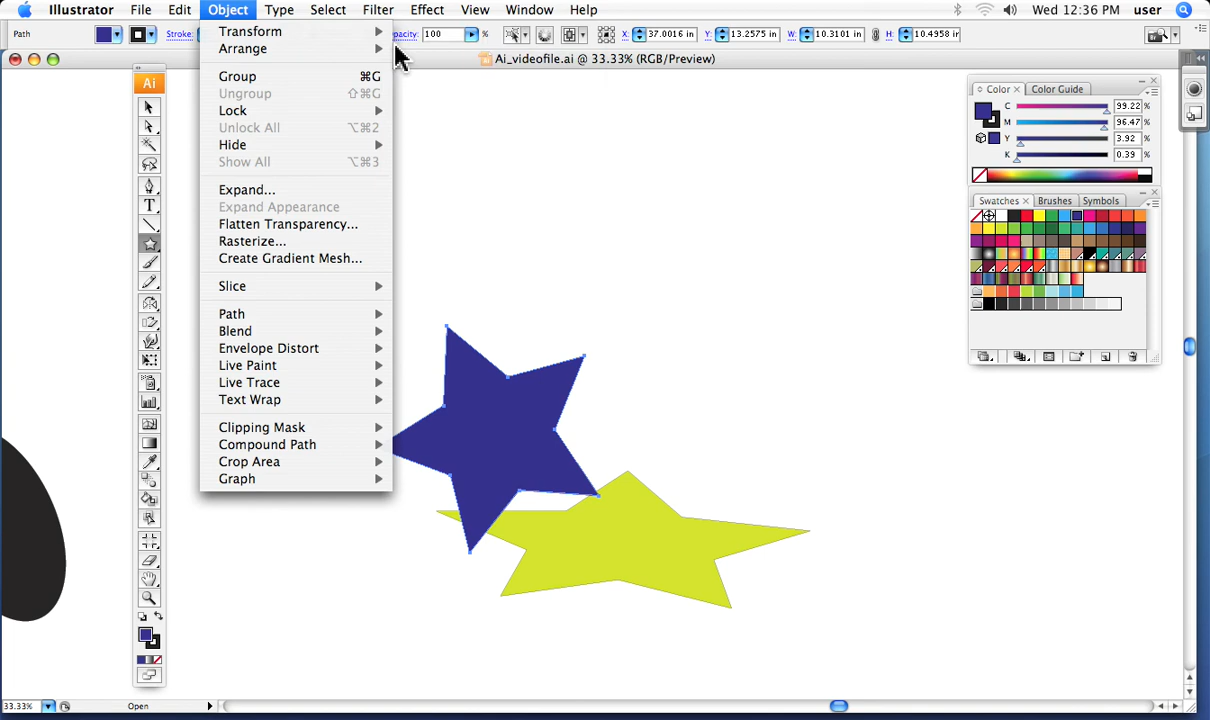 Illustrator File Edit Object Type Select Filter Effect View Window Help Wed 12:36 PM user
Path Stroke: pacity: 100 % X: 37.0016 in Y: 13.2575 in W: 10.3101 in H: 10.4958 in
Ai_videofile.ai @ 33.33% (RGB/Preview)
Ai
T
Transform
Arrange
Group ⌘G
Ungroup ⇧⌘G
Lock
Unlock All ⌥⌘2
Hide
Show All ⌥⌘3
Expand...
Expand Appearance
Flatten Transparency...
Rasterize...
Create Gradient Mesh...
Slice
Path
Blend
Envelope Distort
Live Paint
Live Trace
Text Wrap
Clipping Mask
Compound Path
Crop Area
Graph
Color × Color Guide
C 99.22 %
M 96.47 %
Y 3.92 %
K 0.39 %
Swatches × Brushes Symbols
33.33% Open